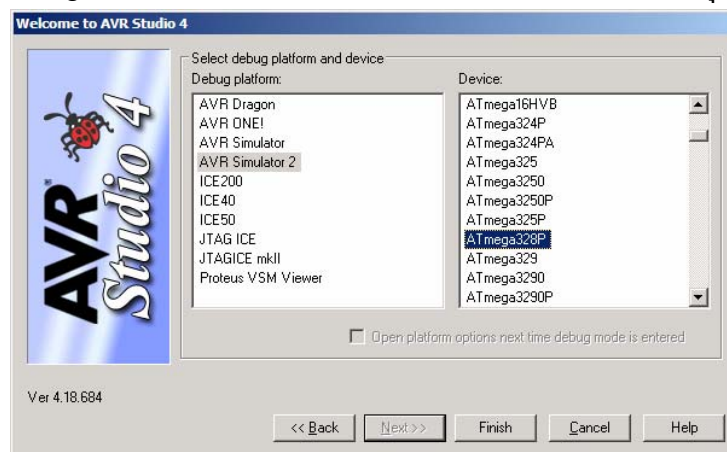 Welcome to AVR Studio 4
AVR Studio 4
Select debug platform and device
Debug platform:
AVR Dragon
AVR ONE!
AVR Simulator
AVR Simulator 2
ICE200
ICE40
ICE50
JTAG ICE
JTAGICE mkII
Proteus VSM Viewer
Device:
ATmega16HVB
ATmega324P
ATmega324PA
ATmega325
ATmega3250
ATmega3250P
ATmega325P
ATmega328P
ATmega329
ATmega3290
ATmega3290P
Open platform options next time debug mode is entered
Ver 4.18.684
<< Back
Next >>
Finish
Cancel
Help